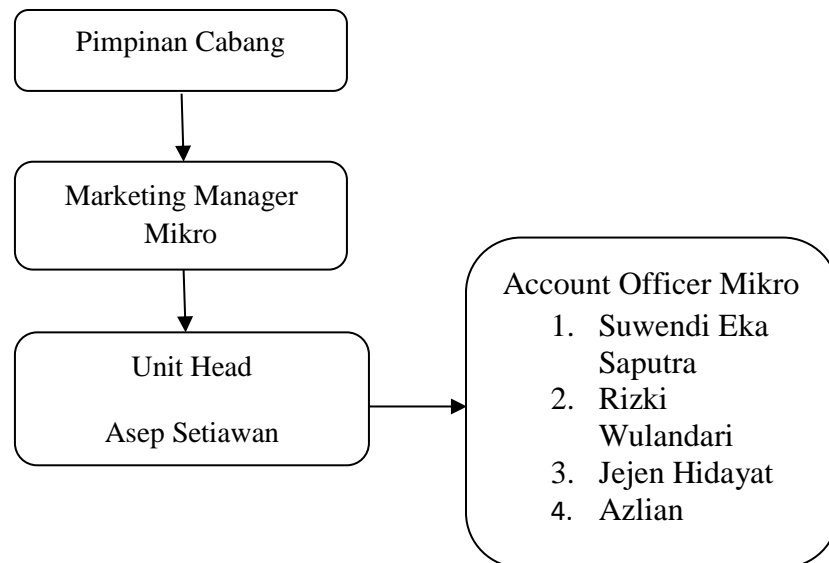 Pimpinan Cabang
Marketing Manager
Mikro
Unit Head
Asep Setiawan
Account Officer Mikro
1. Suwendi Eka
Saputra
2. Rizki
Wulandari
3. Jejen Hidayat
4. Azlian